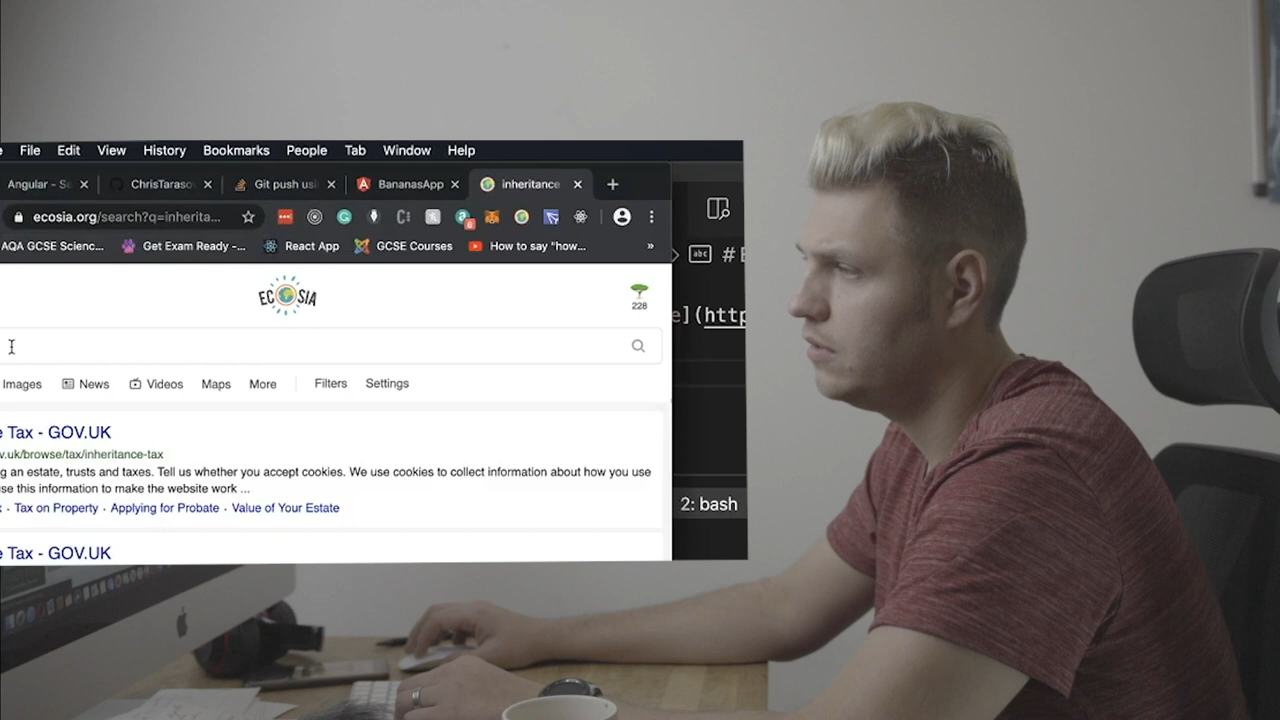 File Edit View History Bookmarks People Tab Window Help
Angular - Se ChrisTaraso Git push usi BananasApp inheritance
ecosia.org/search?q=inherita...
AQA GCSE Scienc... Get Exam Ready -... React App GCSE Courses How to say "how... »
abc # E
ECOSIA
228
e](http
Images News Videos Maps More Filters Settings
e Tax - GOV.UK
v.uk/browse/tax/inheritance-tax
g an estate, trusts and taxes. Tell us whether you accept cookies. We use cookies to collect information about how you use
se this information to make the website work ...
Tax on Property · Applying for Probate · Value of Your Estate
2: bash
e Tax - GOV.UK